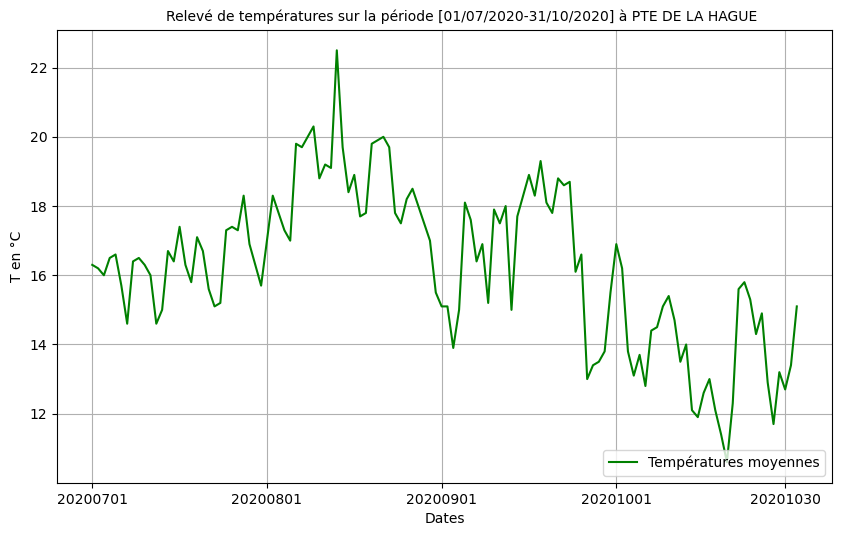 Relevé de températures sur la période [01/07/2020-31/10/2020] à PTE DE LA HAGUE
T en °C
22
20
18
16
14
12
20200701
20200801
20200901
20201001
20201030
Dates
Températures moyennes